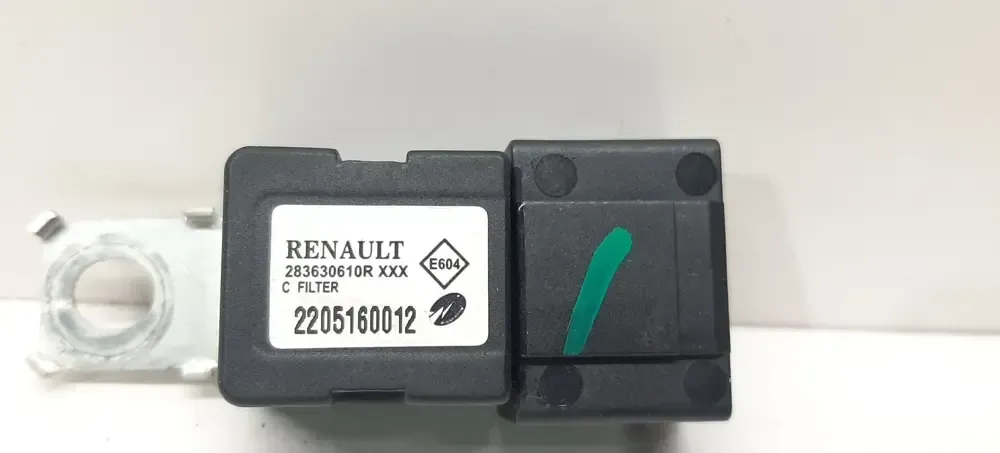 RENAULT
283630610R XXX
E604
C FILTER
2205160012